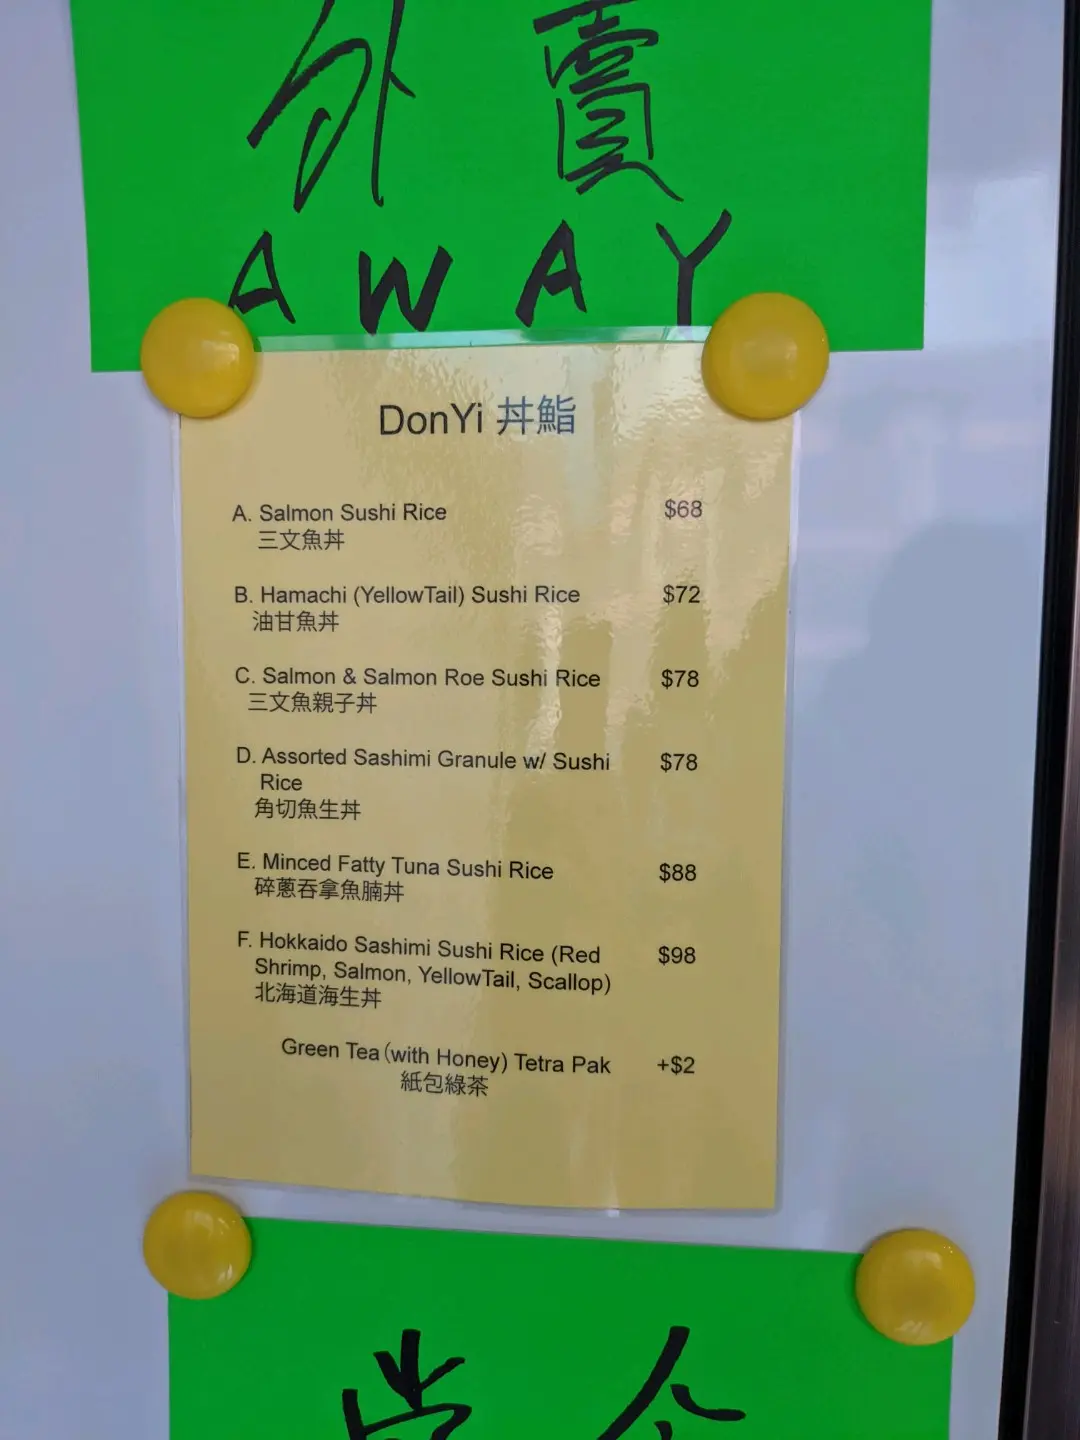 外賣
AWAY
DonYi 丼鮨
A. Salmon Sushi Rice $68
三文魚丼
B. Hamachi (YellowTail) Sushi Rice $72
油甘魚丼
C. Salmon & Salmon Roe Sushi Rice $78
三文魚親子丼
D. Assorted Sashimi Granule w/ Sushi $78
Rice
角切魚生丼
E. Minced Fatty Tuna Sushi Rice $88
碎蔥吞拿魚腩丼
F. Hokkaido Sashimi Sushi Rice (Red $98
Shrimp, Salmon, YellowTail, Scallop)
北海道海生丼
Green Tea (with Honey) Tetra Pak +$2
紙包綠茶